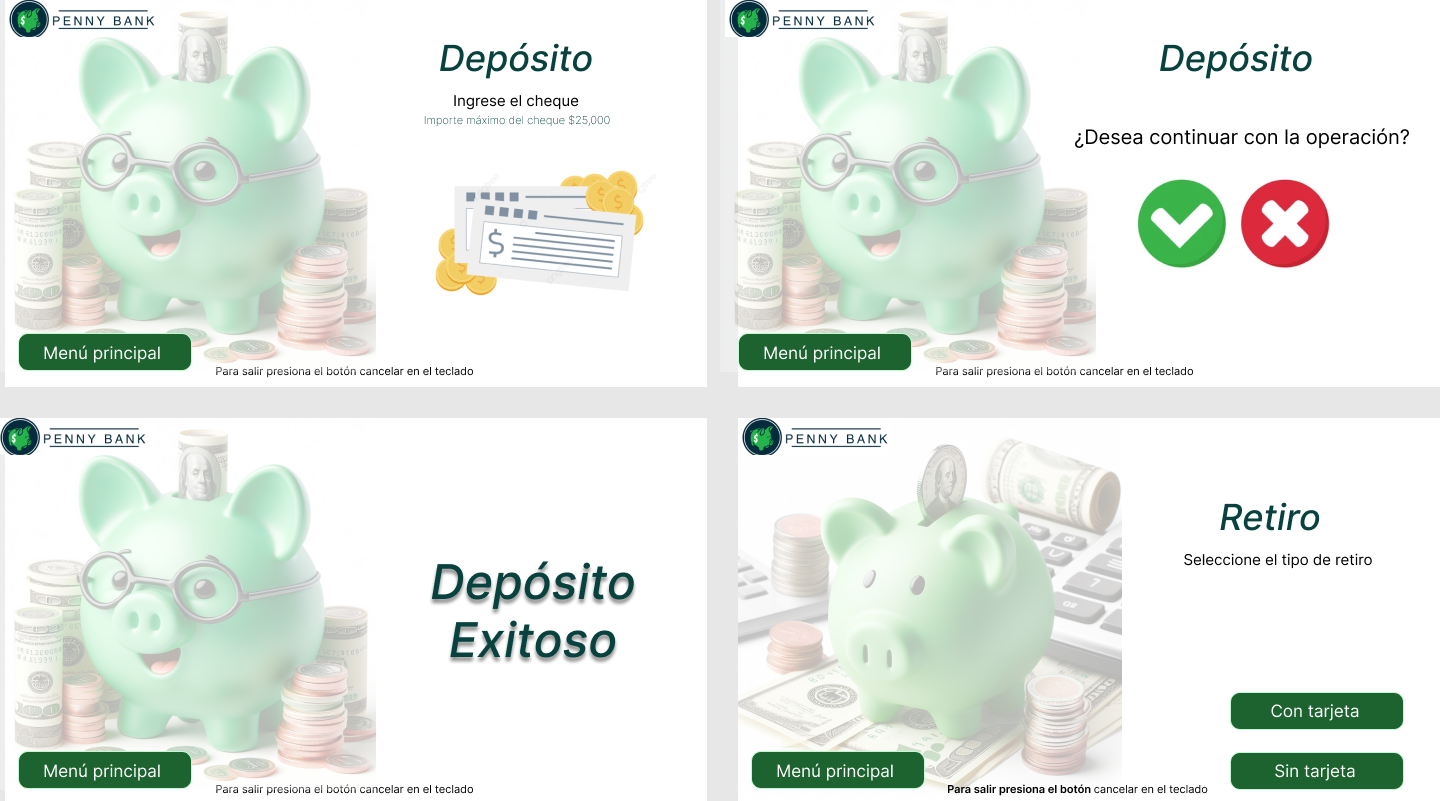 PENNY BANK
Depósito
Ingrese el cheque
Importe máximo del cheque $25,000
$
Menú principal
Para salir presiona el botón cancelar en el teclado
PENNY BANK
Depósito
¿Desea continuar con la operación?
Menú principal
Para salir presiona el botón cancelar en el teclado
PENNY BANK
Depósito
Exitoso
Menú principal
Para salir presiona el botón cancelar en el teclado
PENNY BANK
Retiro
Seleccione el tipo de retiro
Con tarjeta
Sin tarjeta
Menú principal
Para salir presiona el botón cancelar en el teclado